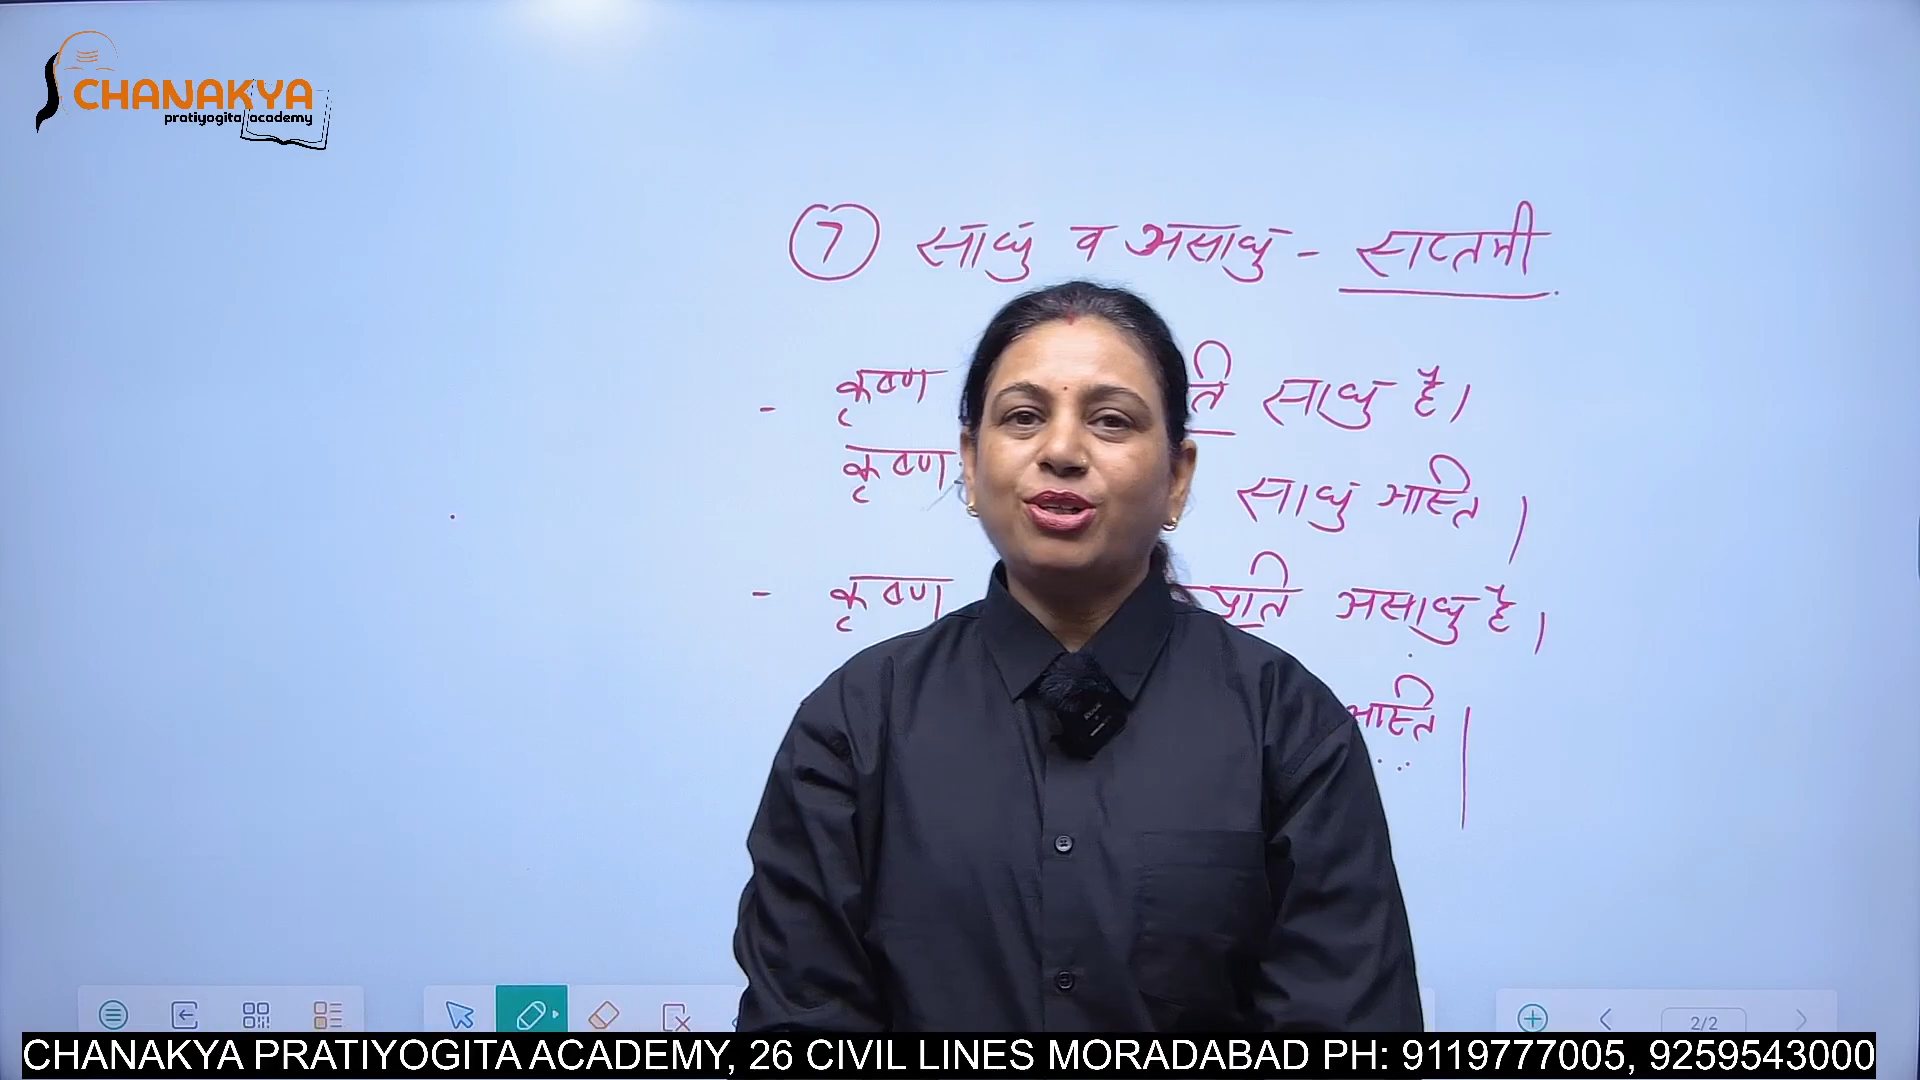 CHANAKYA
pratiyogita academy
7 साधु व असाधु - सप्तमी
- कृष्ण साधु है।
कृष्ण: साधु अस्ति |
- कृष्ण प्रति असाधु है।
अस्ति |
2/2
CHANAKYA PRATIYOGITA ACADEMY, 26 CIVIL LINES MORADABAD PH: 9119777005, 9259543000